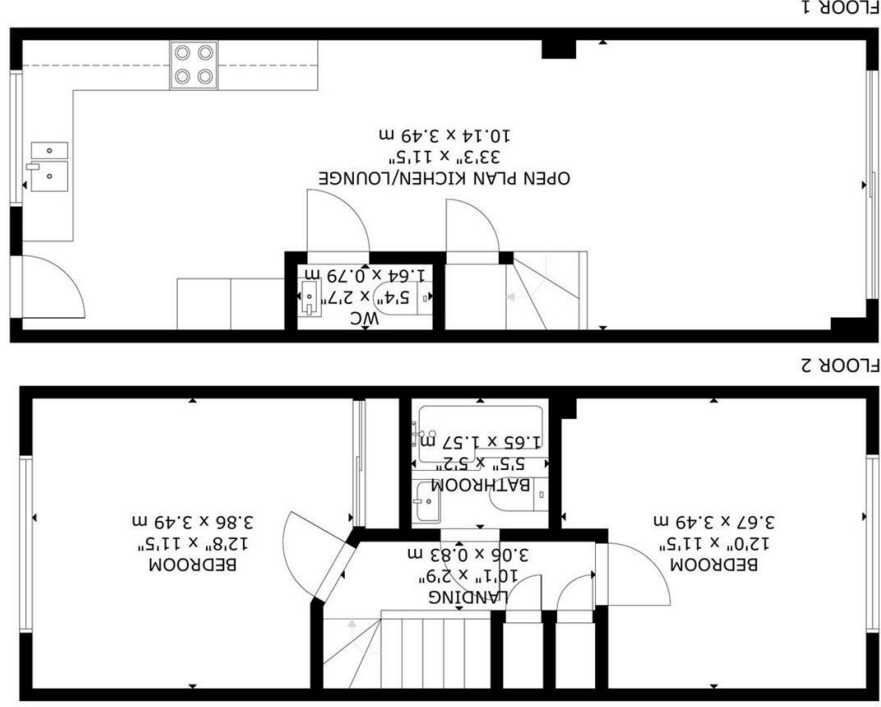 LANDING
10'1" x 2'9"
3.06 x 0.83 m
BEDROOM
12'0" x 11'5"
3.67 x 3.49 m
BEDROOM
12'8" x 11'5"
3.86 x 3.49 m
BATHROOM
5'5" x 5'2"
1.65 x 1.57 m
FLOOR 2
WC
5'4" x 2'7"
1.64 x 0.79 m
OPEN PLAN KICHEN/LOUNGE
33'3" x 11'5"
10.14 x 3.49 m
FLOOR 1